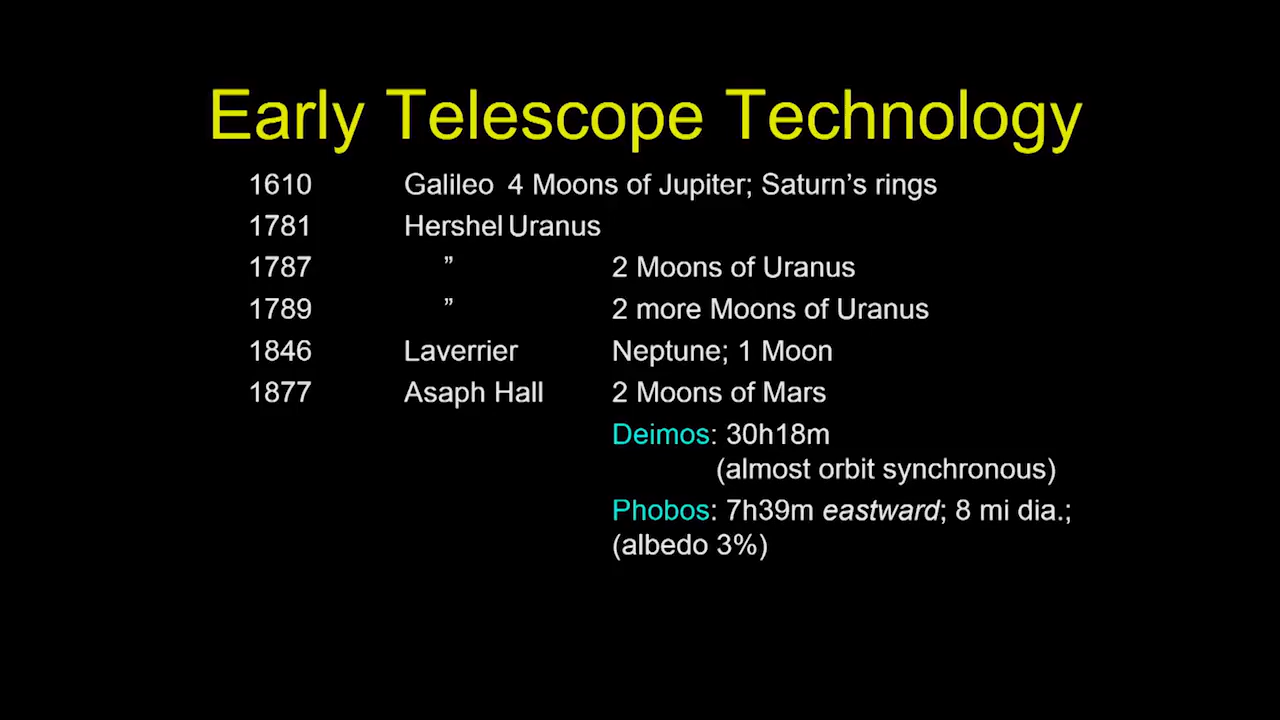 Early Telescope Technology
1610 Galileo 4 Moons of Jupiter; Saturn’s rings
1781 Hershel Uranus
1787 ” 2 Moons of Uranus
1789 ” 2 more Moons of Uranus
1846 Laverrier Neptune; 1 Moon
1877 Asaph Hall 2 Moons of Mars
Deimos: 30h18m
(almost orbit synchronous)
Phobos: 7h39m eastward; 8 mi dia.;
(albedo 3%)